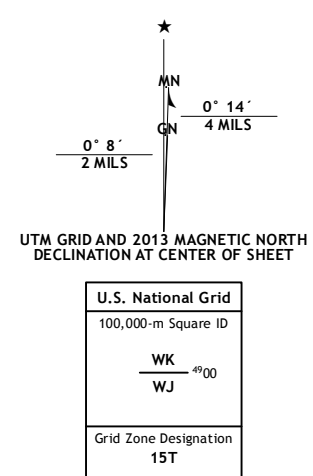 ★
MN
0° 14´
GN
4 MILS
0° 8´
2 MILS
UTM GRID AND 2013 MAGNETIC NORTH
DECLINATION AT CENTER OF SHEET
U.S. National Grid
100,000-m Square ID
WK
⁴⁹00
WJ
Grid Zone Designation
15T